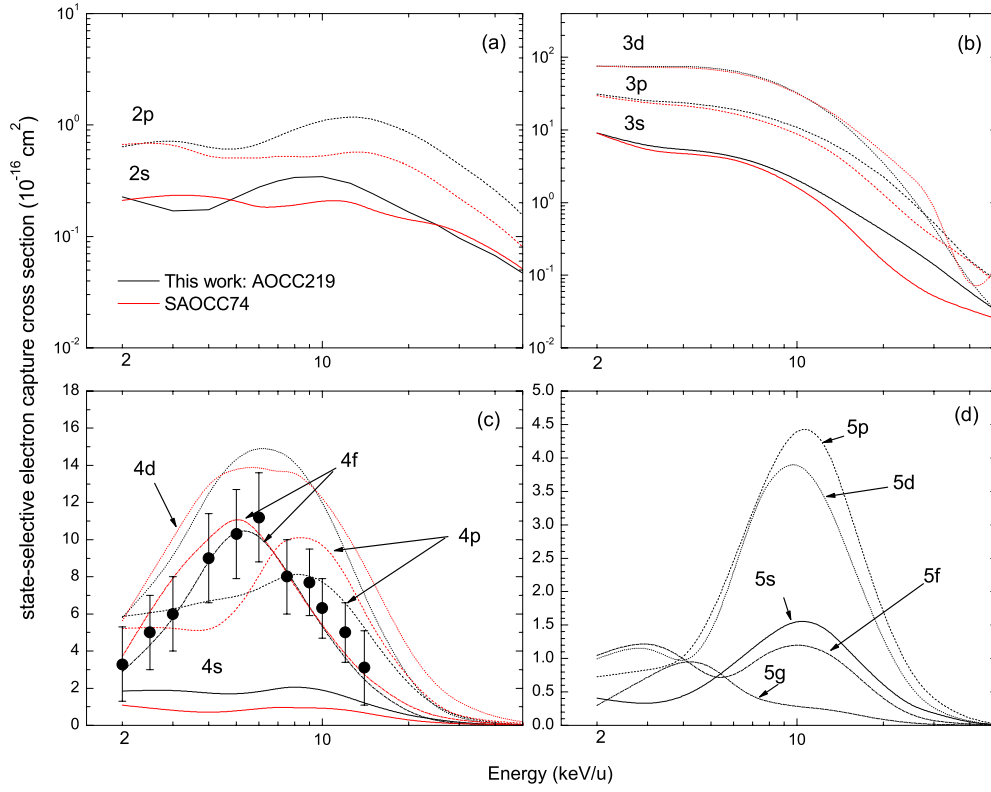 state-selective electron capture cross section (10⁻¹⁶ cm²)
(a)
10¹
10⁰
10⁻¹
10⁻²
2p
2s
This work: AOCC219
SAOCC74
2
10
(b)
10²
10¹
10⁰
10⁻¹
10⁻²
3d
3p
3s
2
10
(c)
18
16
14
12
10
8
6
4
2
0
4d
4f
4p
4s
2
10
(d)
5.0
4.5
4.0
3.5
3.0
2.5
2.0
1.5
1.0
0.5
0.0
5p
5d
5s
5f
5g
2
10
Energy (keV/u)